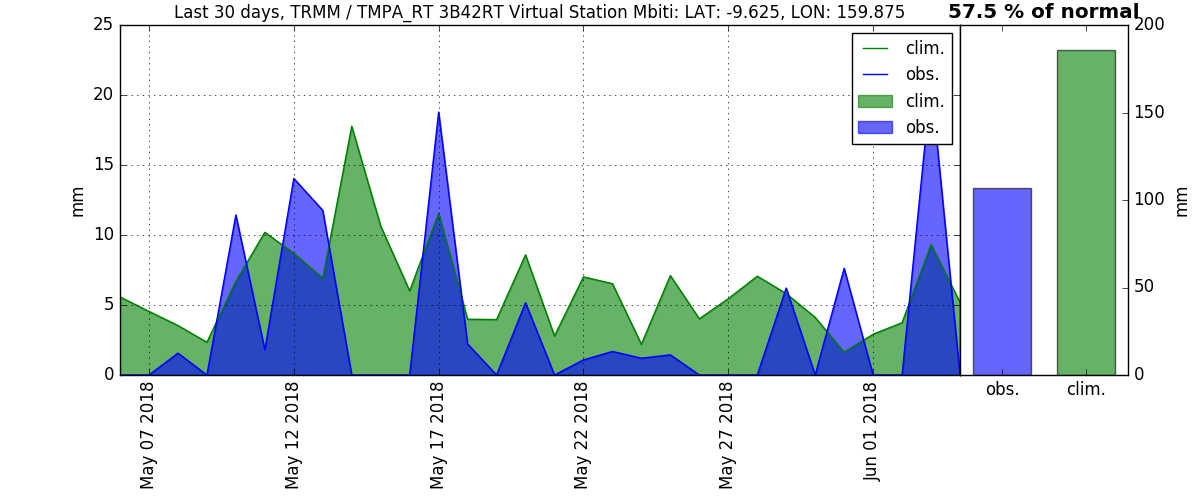 Last 30 days, TRMM / TMPA_RT 3B42RT Virtual Station Mbiti: LAT: -9.625, LON: 159.875
57.5 % of normal
25
20
15
10
5
0
mm
clim.
obs.
clim.
obs.
200
150
100
50
0
mm
May 07 2018
May 12 2018
May 17 2018
May 22 2018
May 27 2018
Jun 01 2018
obs.
clim.